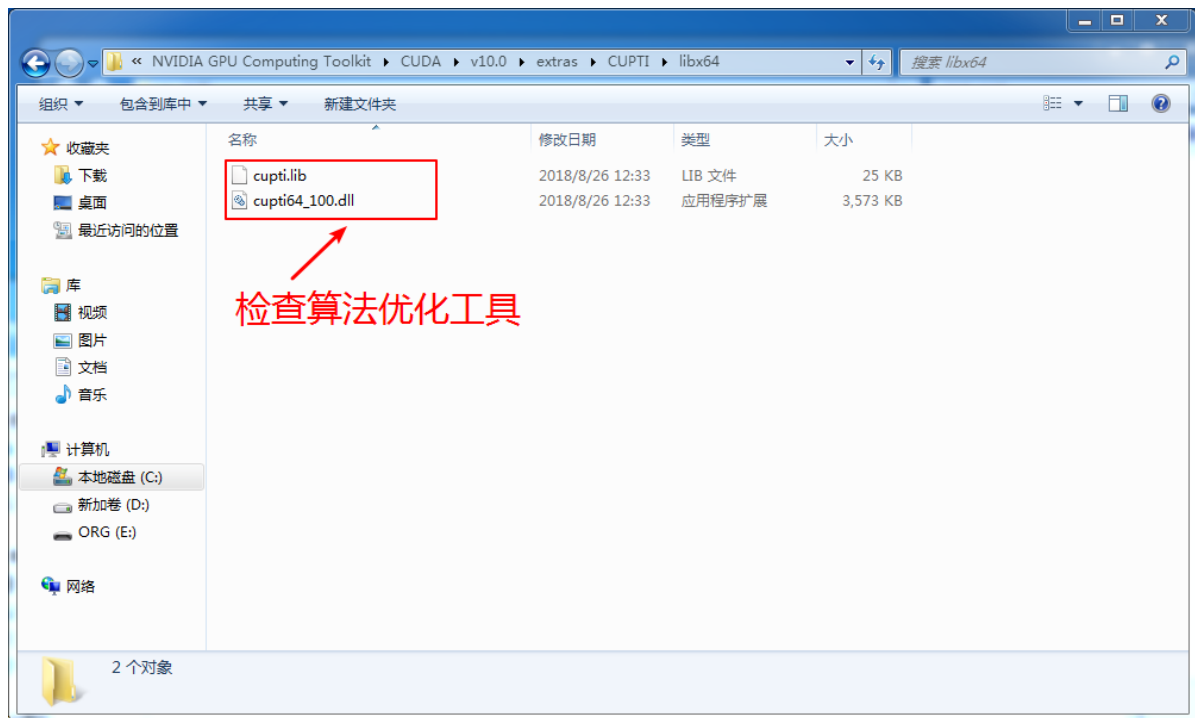 « NVIDIA GPU Computing Toolkit ▸ CUDA ▸ v10.0 ▸ extras ▸ CUPTI ▸ libx64
搜索 libx64
组织 包含到库中 共享 新建文件夹
名称 修改日期 类型 大小
cupti.lib 2018/8/26 12:33 LIB 文件 25 KB
cupti64_100.dll 2018/8/26 12:33 应用程序扩展 3,573 KB
检查算法优化工具
收藏夹
下载
桌面
最近访问的位置
库
视频
图片
文档
音乐
计算机
本地磁盘 (C:)
新加卷 (D:)
ORG (E:)
网络
2 个对象